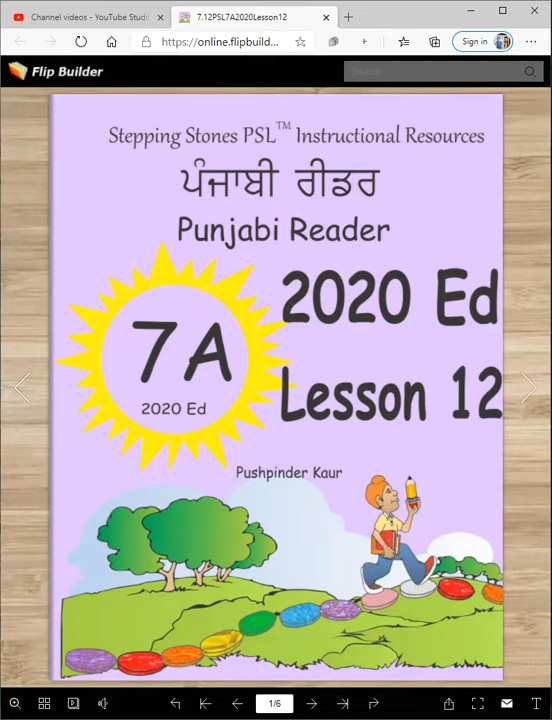 Channel videos - YouTube Studi
7.12PSL7A2020Lesson12
https://online.flipbuild...
Sign in
Flip Builder
Search
Stepping Stones PSL™ Instructional Resources
ਪੰਜਾਬੀ ਰੀਡਰ
Punjabi Reader
2020 Ed
7A
2020 Ed
Lesson 12
Pushpinder Kaur
1/6